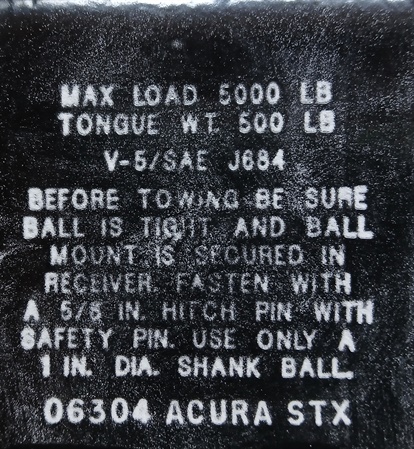 MAX LOAD 5000 LB
TONGUE WT. 500 LB
V-5/SAE J684
BEFORE TOWING BE SURE
BALL IS TIGHT AND BALL
MOUNT IS SECURED IN
RECEIVER. FASTEN WITH
A 5/8 IN. HITCH PIN WITH
SAFETY PIN. USE ONLY A
1 IN. DIA. SHANK BALL.
06304 ACURA STX